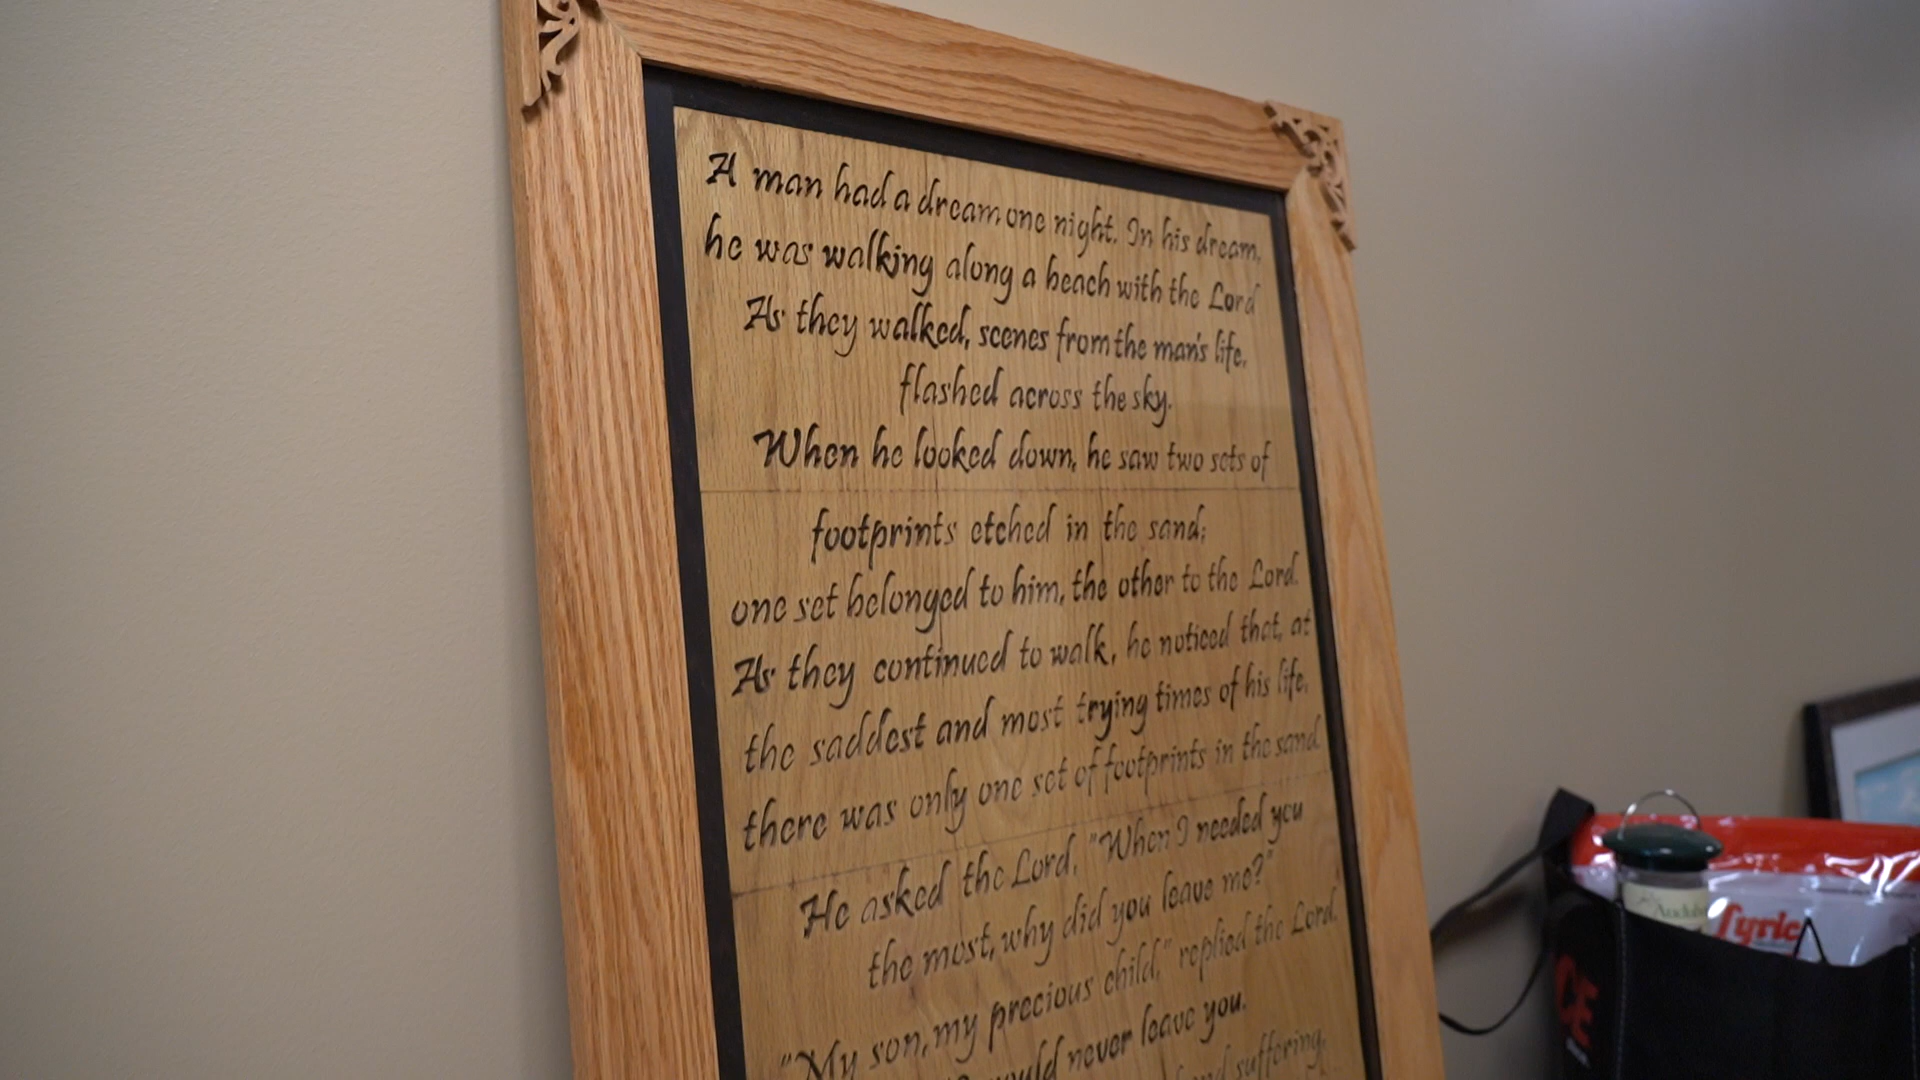 A man had a dream one night. In his dream,
he was walking along a beach with the Lord
As they walked, scenes from the man's life,
flashed across the sky.
When he looked down, he saw two sets of
footprints etched in the sand;
one set belonged to him, the other to the Lord.
As they continued to walk, he noticed that, at
the saddest and most trying times of his life,
there was only one set of footprints in the sand.
He asked the Lord, "When I needed you
the most, why did you leave me?"
"My son, my precious child," replied the Lord.
would never leave you.
and suffering,
Audubon
Lyric
CE